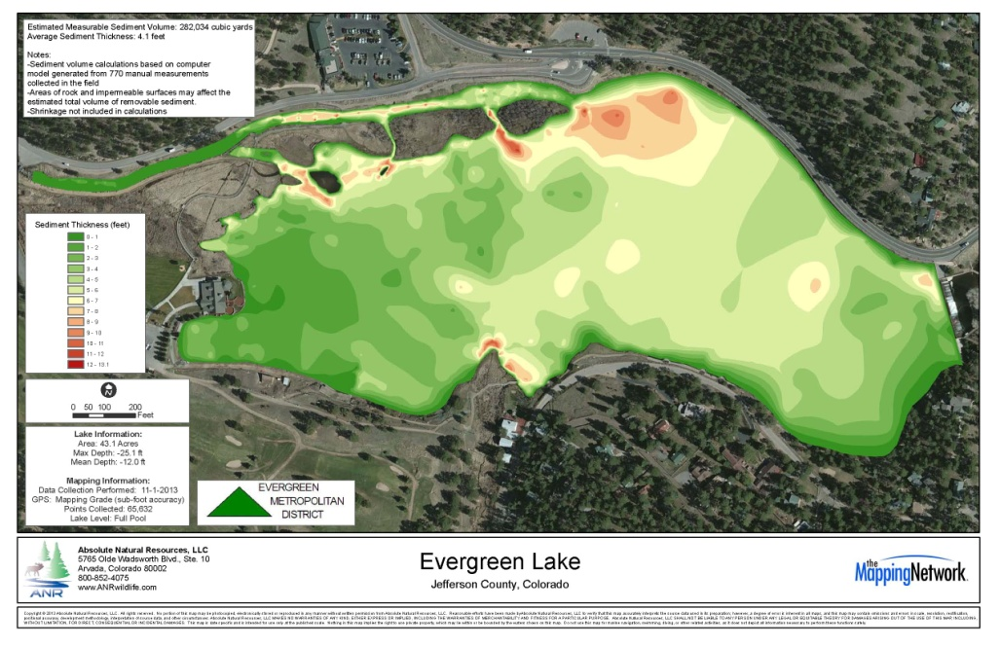 Estimated Measurable Sediment Volume: 282,034 cubic yards
Average Sediment Thickness: 4.1 feet
Notes:
-Sediment volume calculations based on computer
model generated from 770 manual measurements
collected in the field
-Areas of rock and impermeable surfaces may affect the
estimated total volume of removable sediment.
-Shrinkage not included in calculations
Sediment Thickness (feet)
0 - 1
1 - 2
2 - 3
3 - 4
4 - 5
5 - 6
6 - 7
7 - 8
8 - 9
9 - 10
10 - 11
11 - 12
12 - 13.1
N
0 50 100 200
Feet
Lake Information:
Area: 43.1 Acres
Max Depth: -25.1 ft
Mean Depth: -12.0 ft
Mapping Information:
Data Collection Performed: 11-1-2013
GPS: Mapping Grade (sub-foot accuracy)
Points Collected: 65,632
Lake Level: Full Pool
EVERGREEN
METROPOLITAN
DISTRICT
ANR
Absolute Natural Resources, LLC
5765 Olde Wadsworth Blvd., Ste. 10
Arvada, Colorado 80002
800-852-4075
www.ANRwildlife.com
Evergreen Lake
Jefferson County, Colorado
the
MappingNetwork